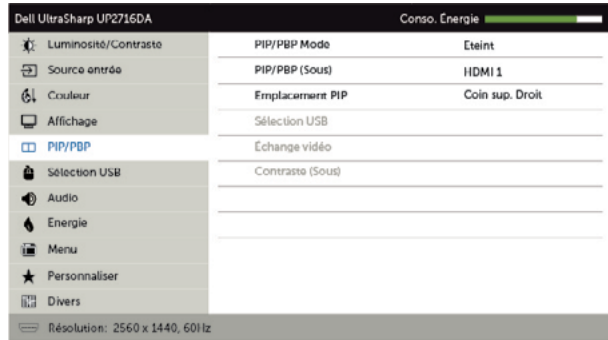 Dell UltraSharp UP2716DA Conso. Énergie
Luminosité/Contraste PIP/PBP Mode Eteint
Source entrée PIP/PBP (Sous) HDMI 1
Couleur Emplacement PIP Coin sup. Droit
Affichage Sélection USB
PIP/PBP Échange vidéo
Sélection USB Contraste (Sous)
Audio
Energie
Menu
Personnaliser
Divers
Résolution: 2560 x 1440, 60Hz